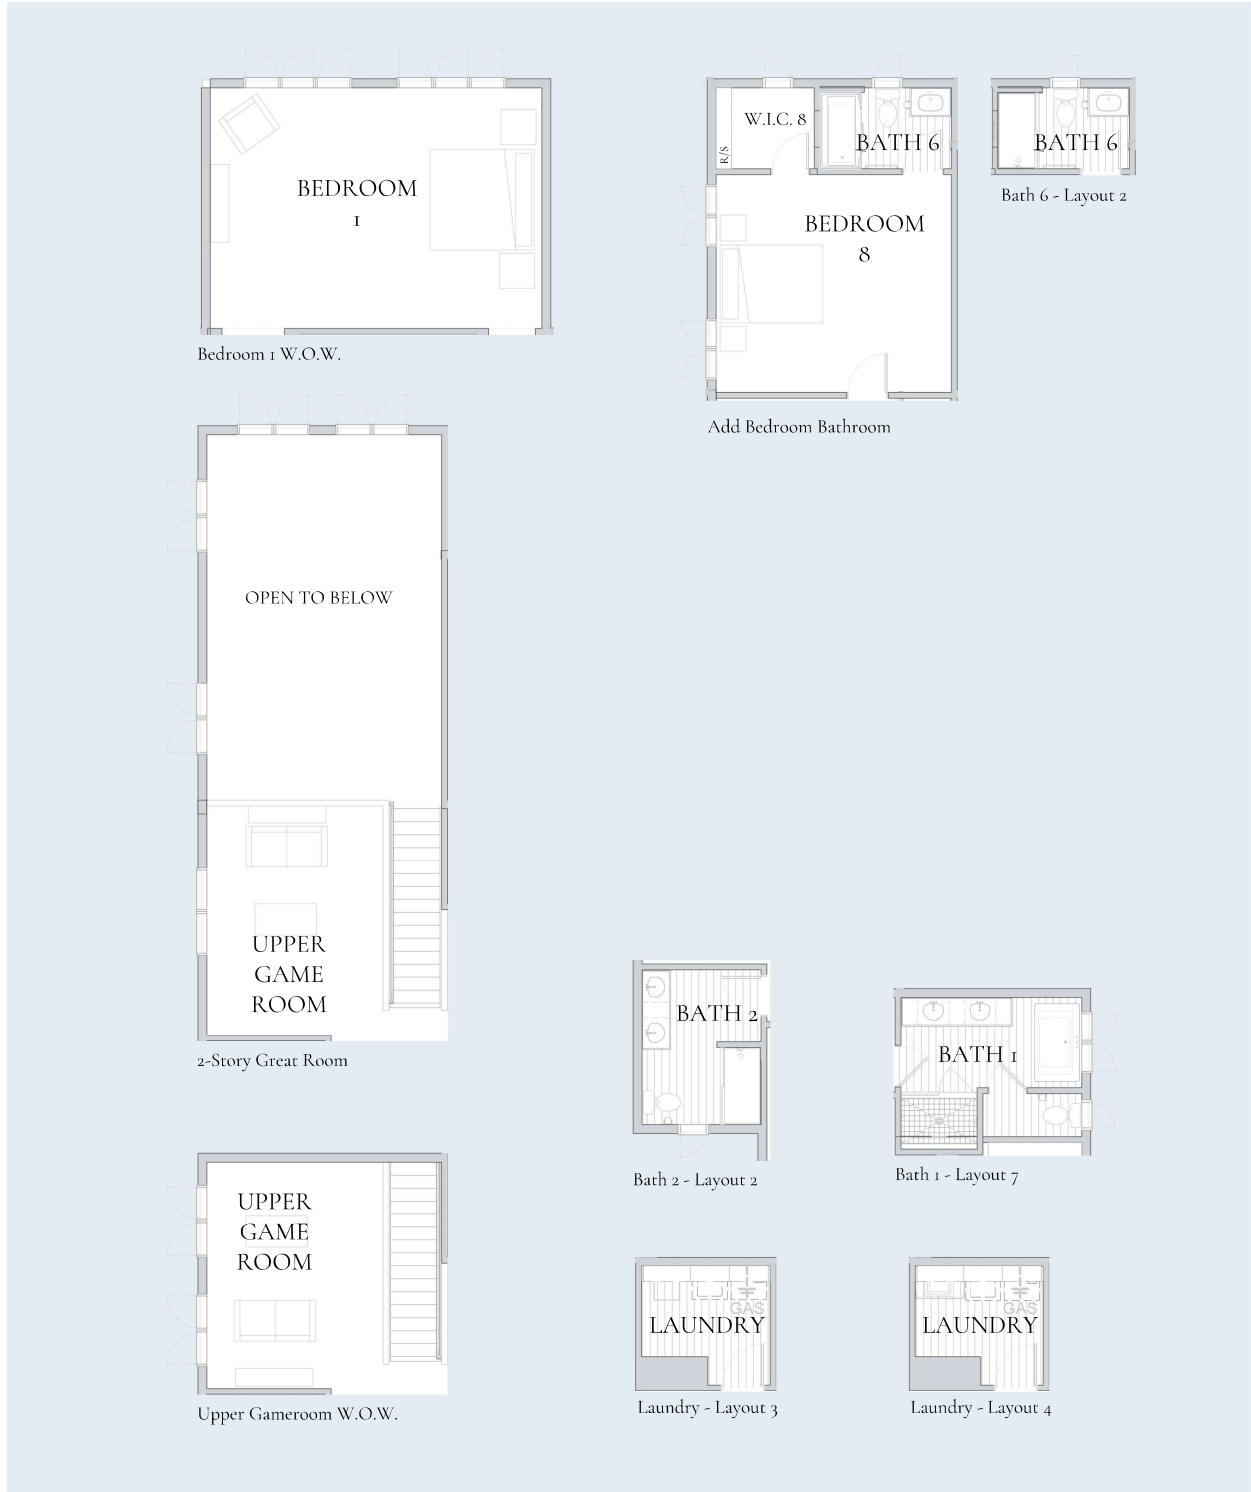 BEDROOM
1
Bedroom 1 W.O.W.
W.I.C. 8
R/S
BATH 6
BEDROOM
8
Add Bedroom Bathroom
BATH 6
Bath 6 - Layout 2
OPEN TO BELOW
UPPER
GAME
ROOM
2-Story Great Room
BATH 2
Bath 2 - Layout 2
BATH 1
Bath 1 - Layout 7
UPPER
GAME
ROOM
Upper Gameroom W.O.W.
GAS
LAUNDRY
Laundry - Layout 3
GAS
LAUNDRY
Laundry - Layout 4